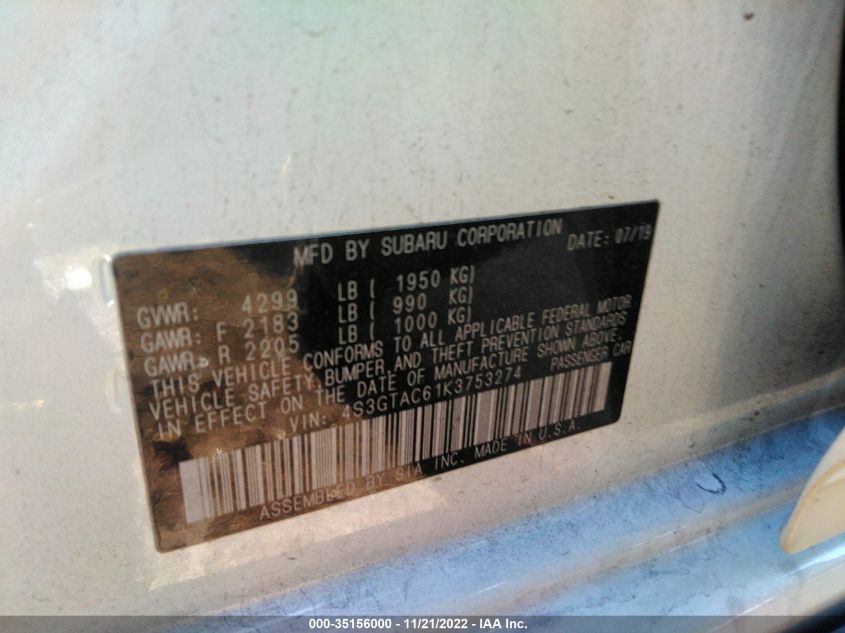 MFD BY SUBARU CORPORATION DATE: 07/19
GVWR: 4299 LB ( 1950 KG)
GAWR: F 2183 LB ( 990 KG)
GAWR: R 2205 LB ( 1000 KG)
THIS VEHICLE CONFORMS TO ALL APPLICABLE FEDERAL MOTOR
VEHICLE SAFETY, BUMPER, AND THEFT PREVENTION STANDARDS
IN EFFECT ON THE DATE OF MANUFACTURE SHOWN ABOVE.
VIN: 4S3GTAC61K3753274 PASSENGER CAR
ASSEMBLED BY SIA INC. MADE IN U.S.A.
000-35156000 - 11/21/2022 - IAA Inc.